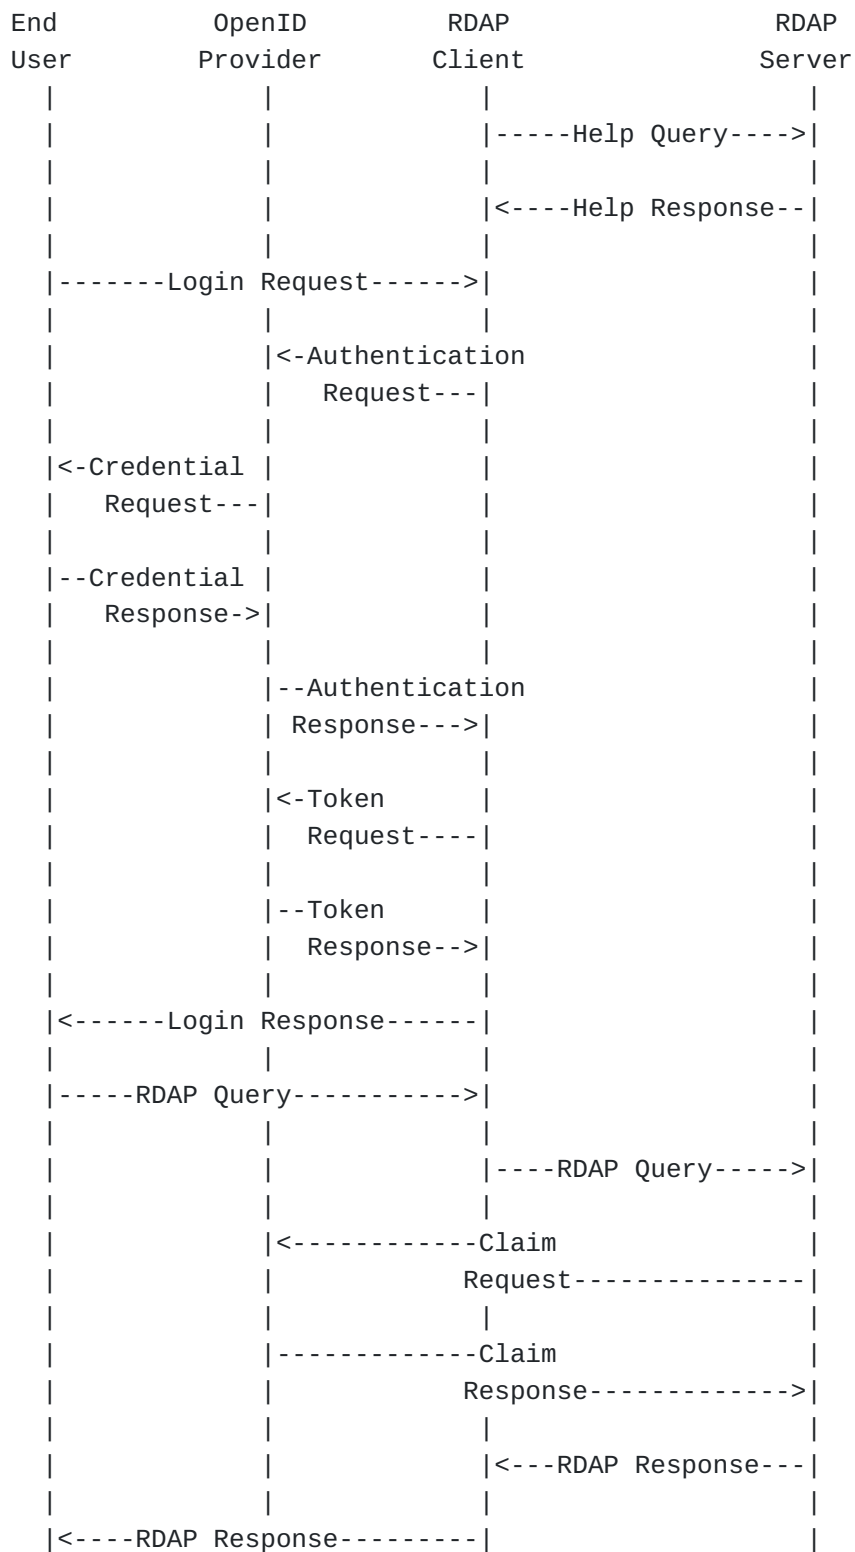 End          OpenID         RDAP                 RDAP
User        Provider       Client               Server
  |             |             |                    |
  |             |             |-----Help Query---->|
  |             |             |                    |
  |             |             |<----Help Response--|
  |             |             |                    |
  |-------Login Request------>|                    |
  |             |             |                    |
  |             |<-Authentication                  |
  |             |   Request---|                    |
  |             |             |                    |
  |<-Credential |             |                    |
  |   Request---|             |                    |
  |             |             |                    |
  |--Credential |             |                    |
  |   Response->|             |                    |
  |             |             |                    |
  |             |--Authentication                  |
  |             | Response--->|                    |
  |             |             |                    |
  |             |<-Token      |                    |
  |             |  Request----|                    |
  |             |             |                    |
  |             |--Token      |                    |
  |             |  Response-->|                    |
  |             |             |                    |
  |<------Login Response------|                    |
  |             |             |                    |
  |-----RDAP Query----------->|                    |
  |             |             |                    |
  |             |             |----RDAP Query----->|
  |             |             |                    |
  |             |<------------Claim                |
  |             |            Request---------------|
  |             |             |                    |
  |             |-------------Claim                |
  |             |            Response------------->|
  |             |             |                    |
  |             |             |<---RDAP Response---|
  |             |             |                    |
  |<----RDAP Response---------|                    |